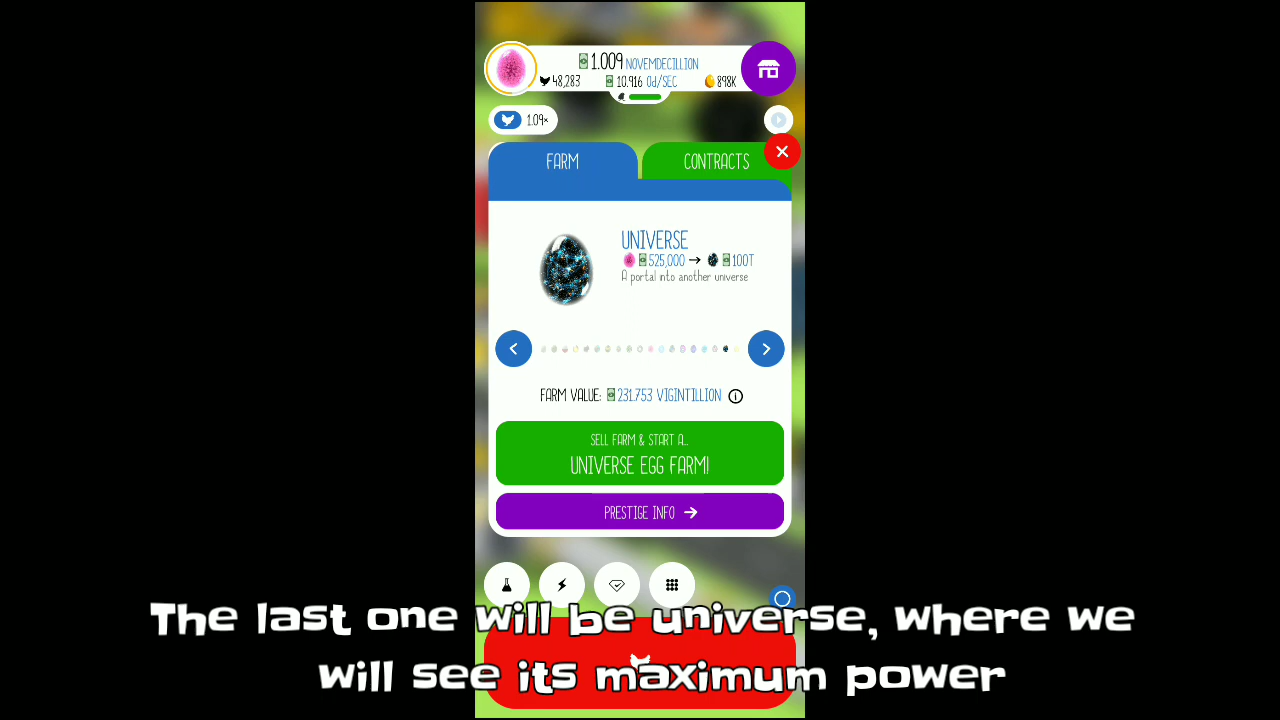 1.009 NOVEMDECILLION
48,283 10.916 Od/SEC 898K
1.09x
FARM CONTRACTS
UNIVERSE
525,000 → 100T
A portal into another universe
FARM VALUE: 231.753 VIGINTILLION
SELL FARM & START A...
UNIVERSE EGG FARM!
PRESTIGE INFO →
The last one will be universe, where we
will see its maximum power